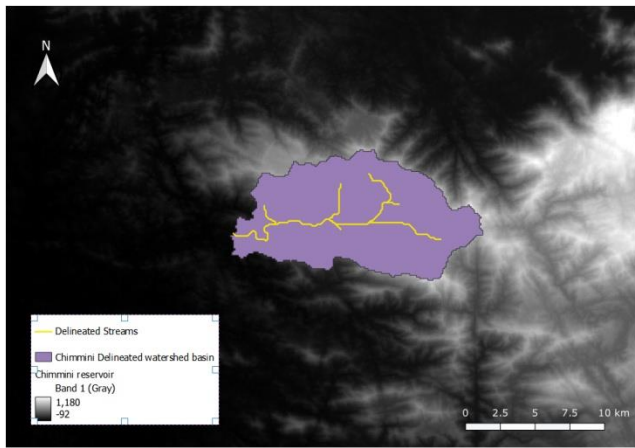 N
Delineated Streams
Chimmini Delineated watershed basin
Chimmini reservoir
Band 1 (Gray)
1,180
-92
0 2.5 5 7.5 10 km